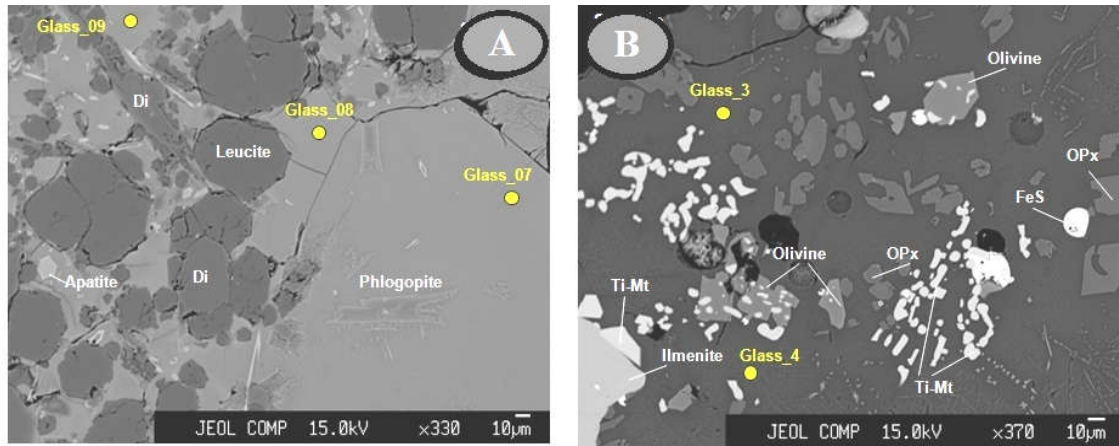 Glass_09
A
Di
Glass_08
Leucite
Glass_07
Apatite
Di
Phlogopite
JEOL COMP 15.0kV ×330 10μm
B
Olivine
Glass_3
OPx
FeS
Olivine
OPx
Ti-Mt
Ilmenite
Glass_4
Ti-Mt
JEOL COMP 15.0kV ×370 10μm